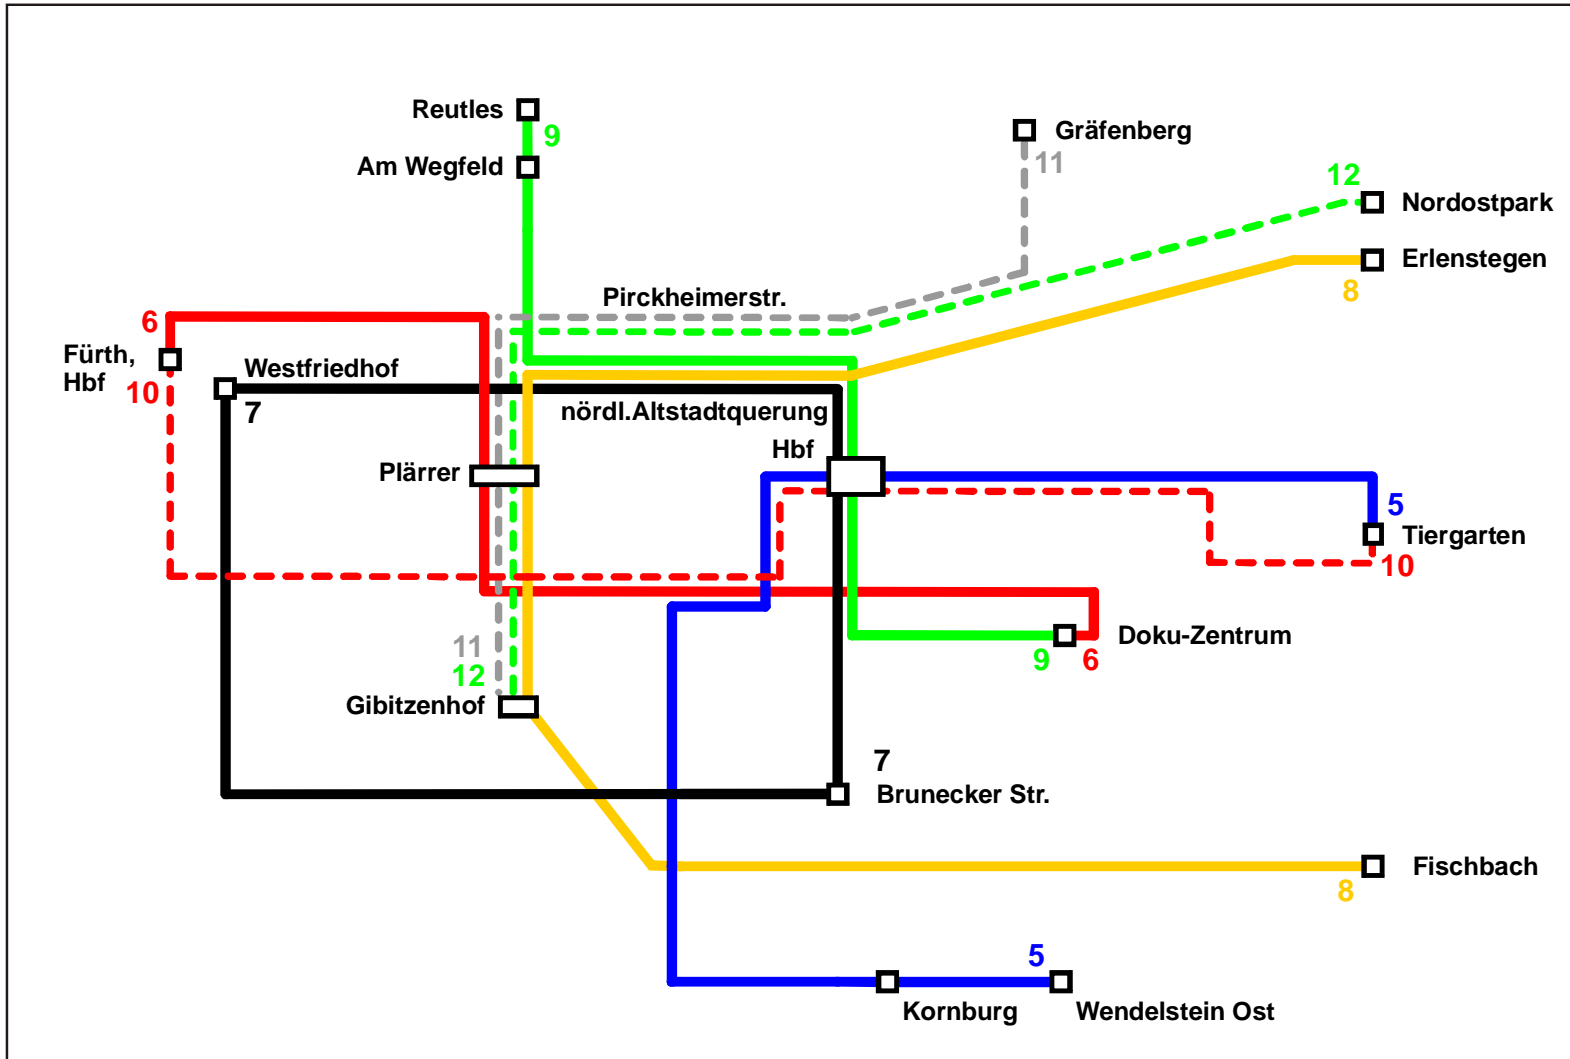 Reutles
9
Gräfenberg
Am Wegfeld
11
12
Nordostpark
Erlenstegen
8
Pirckheimerstr.
6
Fürth,
Hbf
10
Westfriedhof
7
nördl.Altstadtquerung
Hbf
Plärrer
5
Tiergarten
10
Doku-Zentrum
11
9
6
12
Gibitzenhof
7
Brunecker Str.
Fischbach
8
5
Kornburg
Wendelstein Ost